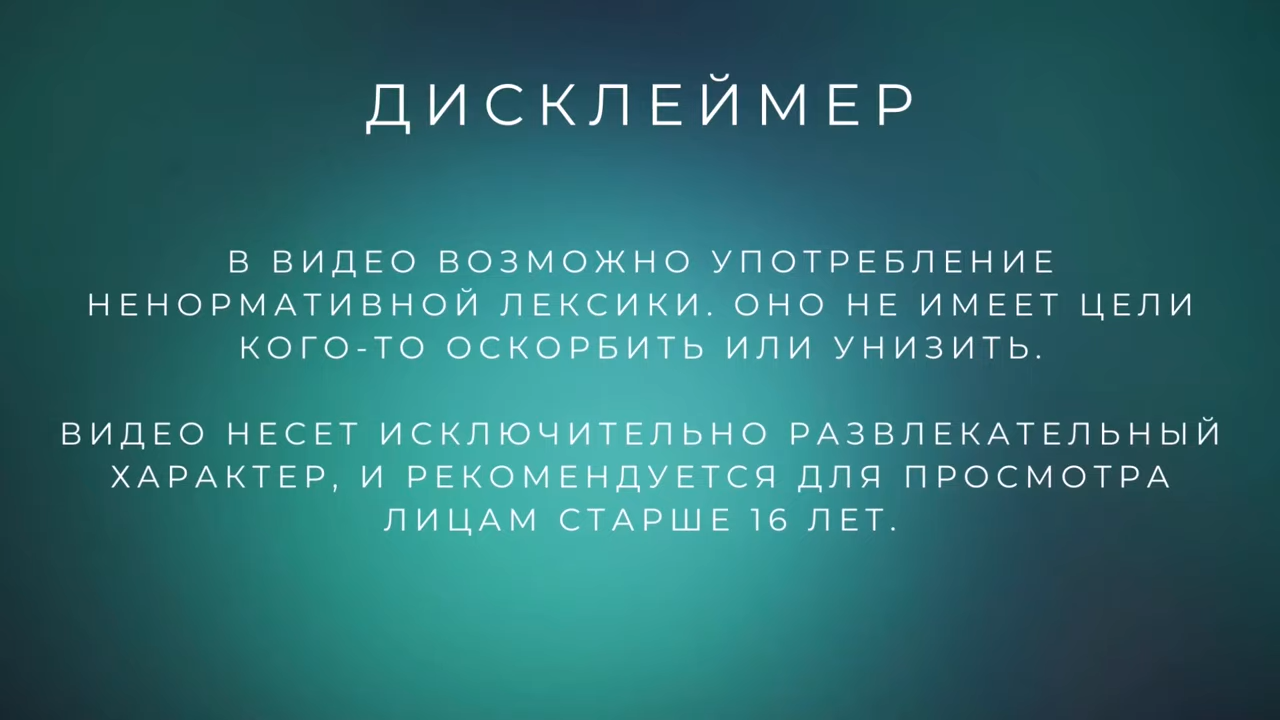 ДИСКЛЕЙМЕР
В ВИДЕО ВОЗМОЖНО УПОТРЕБЛЕНИЕ
НЕНОРМАТИВНОЙ ЛЕКСИКИ. ОНО НЕ ИМЕЕТ ЦЕЛИ
КОГО-ТО ОСКОРБИТЬ ИЛИ УНИЗИТЬ.
ВИДЕО НЕСЕТ ИСКЛЮЧИТЕЛЬНО РАЗВЛЕКАТЕЛЬНЫЙ
ХАРАКТЕР, И РЕКОМЕНДУЕТСЯ ДЛЯ ПРОСМОТРА
ЛИЦАМ СТАРШЕ 16 ЛЕТ.